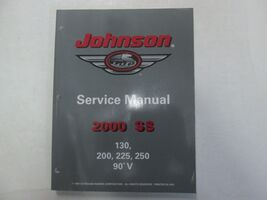 Johnson
Service Manual
2000 SS
130,
200, 225, 250
90° V